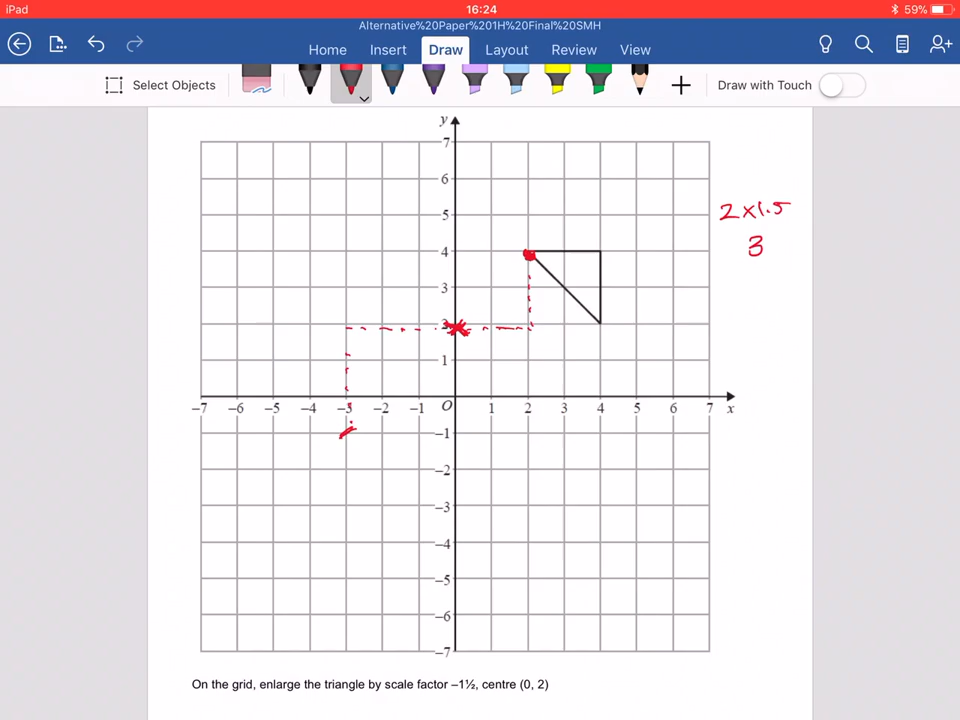 iPad 16:24 59%
Alternative%20Paper%201H%20Final%20SMH
Home Insert Draw Layout Review View
Select Objects Draw with Touch
y
7
6
5
4
3
2
1
-7 -6 -5 -4 -3 -2 -1 O 1 2 3 4 5 6 7 x
-1
-2
-3
-4
-5
-6
-7
2x1.5
3
On the grid, enlarge the triangle by scale factor –1½, centre (0, 2)